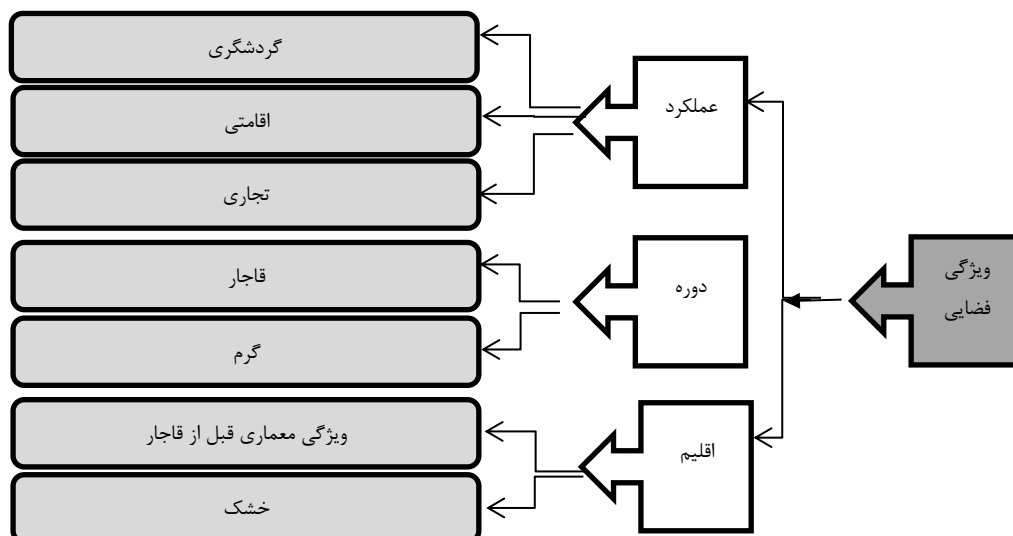 ویژگی
فضایی
عملکرد
گردشگری
اقامتی
تجاری
دوره
قاجار
گرم
اقلیم
ویژگی معماری قبل از قاجار
خشک